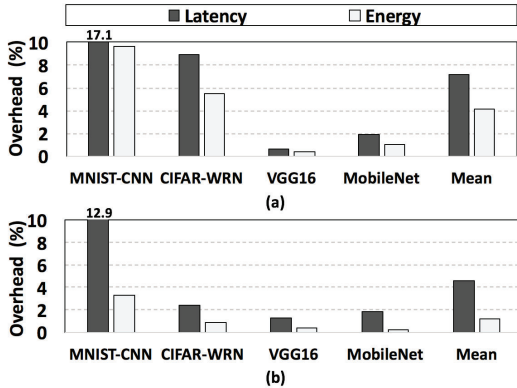 Latency Energy
17.1
10
8
6
4
2
0
Overhead (%)
MNIST-CNN CIFAR-WRN VGG16 MobileNet Mean
(a)
12.9
10
8
6
4
2
0
Overhead (%)
MNIST-CNN CIFAR-WRN VGG16 MobileNet Mean
(b)